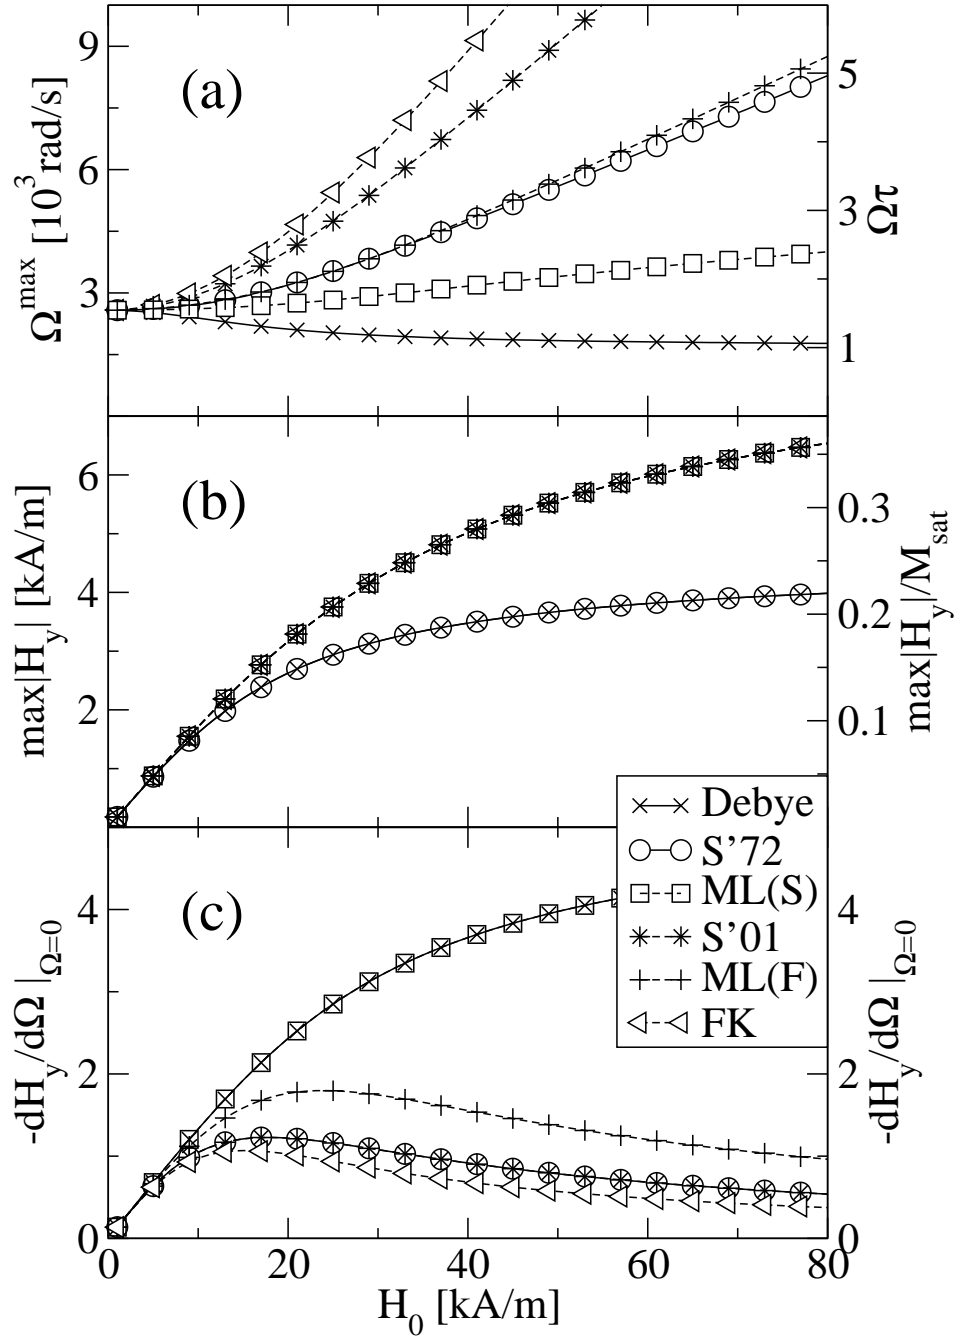 (a)
9
6
3
Ω^max [10^3 rad/s]
5
3
1
Ωτ
(b)
6
4
2
max|H_y| [kA/m]
0.3
0.2
0.1
max|H_y|/M_sat
Debye
S’72
ML(S)
S’01
ML(F)
FK
(c)
4
2
0
-dH_y/dΩ |_Ω=0
4
2
0
-dH_y/dΩ |_Ω=0
0 20 40 60 80
H_0 [kA/m]